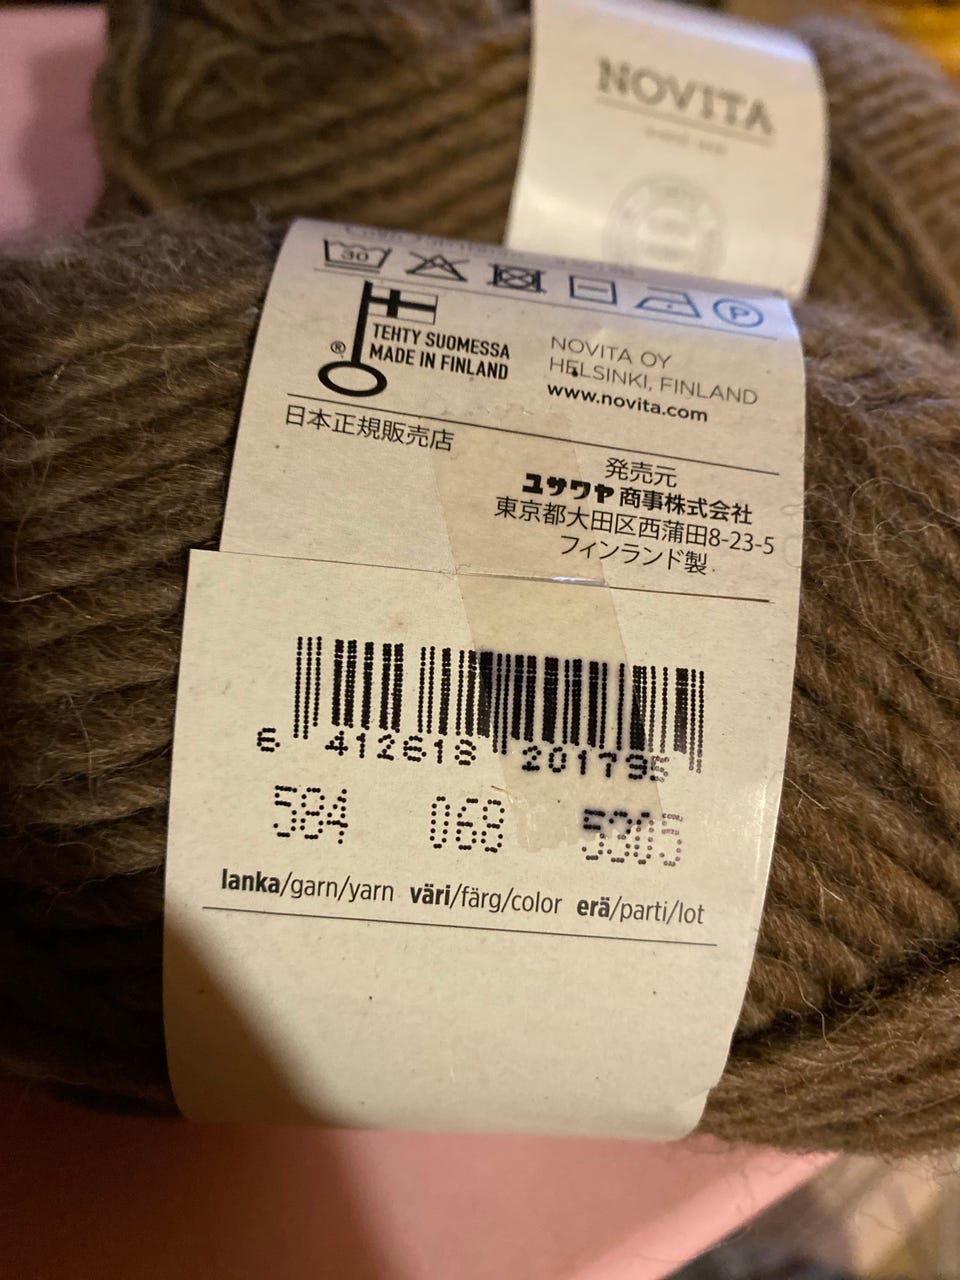 NOVITA
30
P
TEHTY SUOMESSA
® MADE IN FINLAND
NOVITA OY
HELSINKI, FINLAND
www.novita.com
日本正規販売店
発売元
ユザワヤ商事株式会社
東京都大田区西蒲田8-23-5
フィンランド製
6 412618 201795
584 068 5305
lanka/garn/yarn väri/färg/color erä/parti/lot